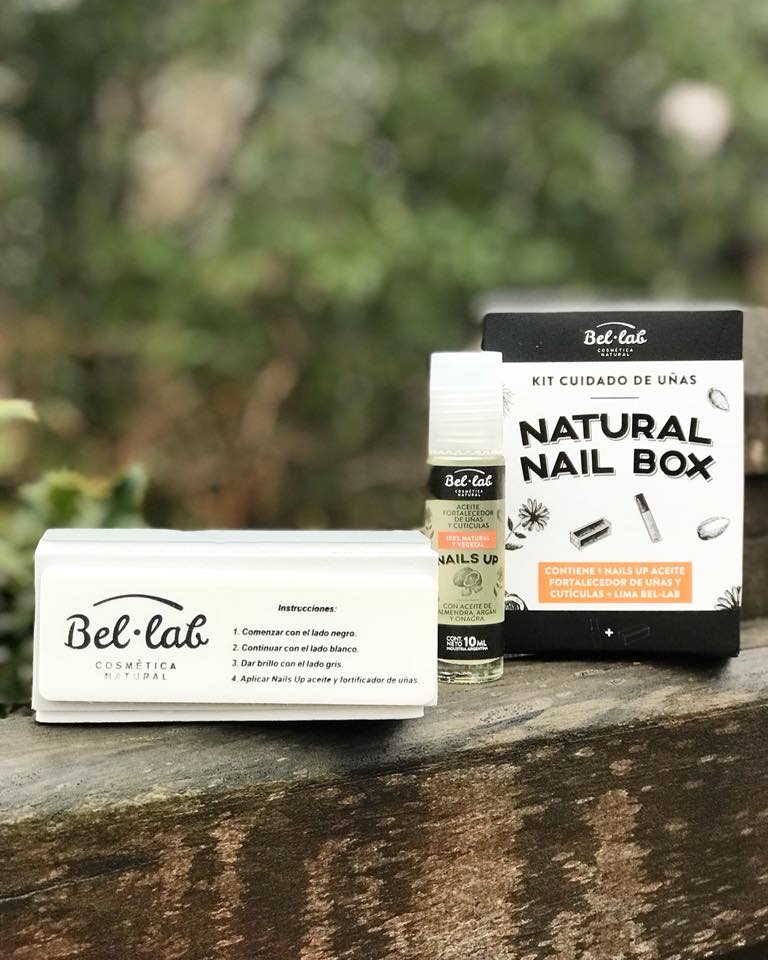 Bel·lab
COSMÉTICA
NATURAL
Instrucciones:
1. Comenzar con el lado negro.
2. Continuar con el lado blanco.
3. Dar brillo con el lado gris.
4. Aplicar Nails Up aceite y fortificador de uñas.
Bel·lab
COSMÉTICA
NATURAL
ACEITE
FORTALECEDOR
DE UÑAS
Y CUTÍCULAS
100% NATURAL
Y VEGETAL
NAILS UP
CON ACEITE DE
ALMENDRA, ARGÁN
Y ONAGRA
CONT.
NETO 10 ML
INDUSTRIA ARGENTINA
Bel·lab
COSMÉTICA
NATURAL
KIT CUIDADO DE UÑAS
NATURAL
NAIL BOX
CONTIENE 1 NAILS UP ACEITE
FORTALECEDOR DE UÑAS Y
CUTÍCULAS + LIMA BEL-LAB
+